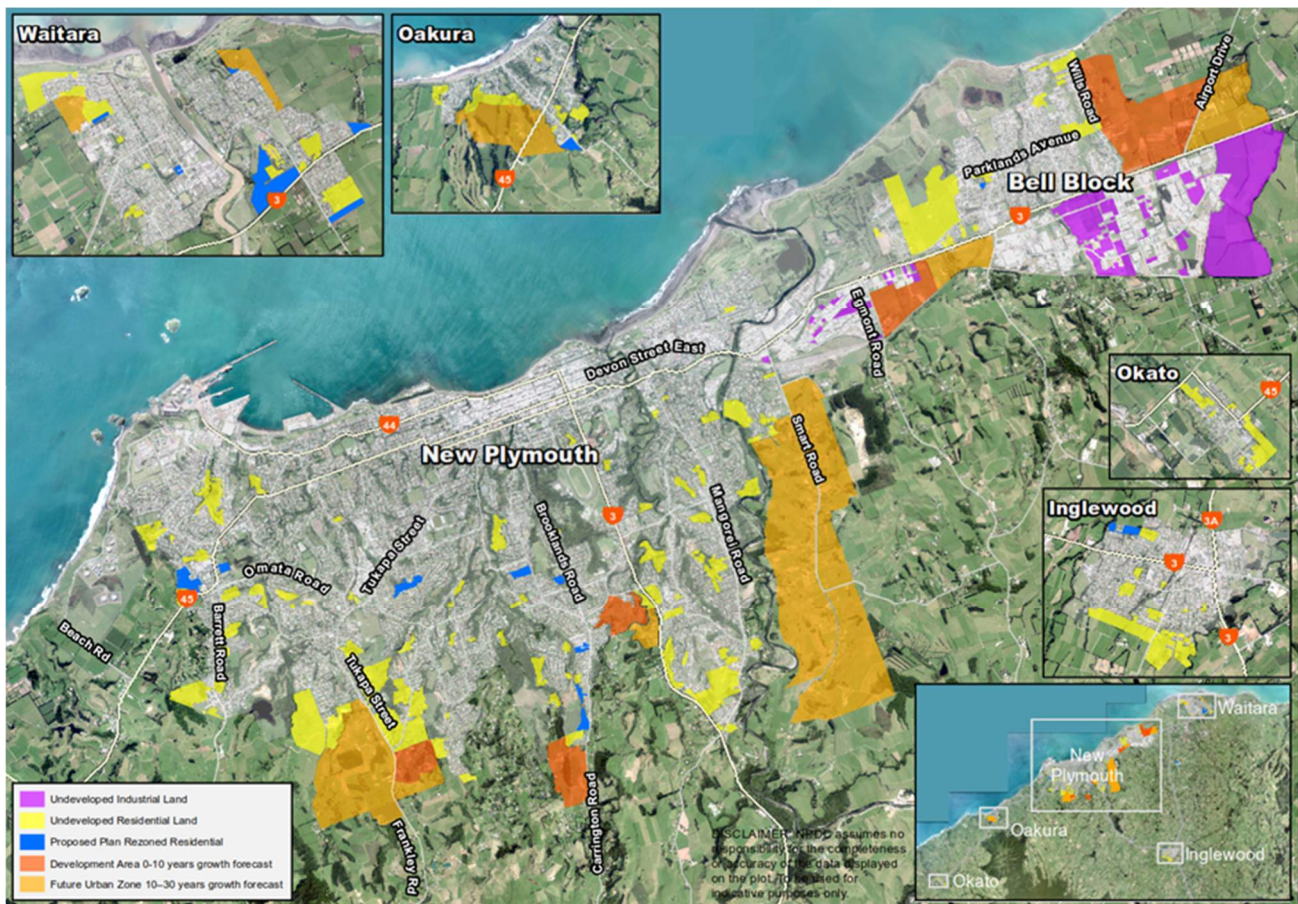 Waitara
3
Oakura
45
Wills Road
Airport Drive
Parklands Avenue
Bell Block
3
Egmont Road
Devon Street East
44
New Plymouth
Smart Road
Okato
45
Inglewood
3A
3
3
3
Mangorei Road
Brooklands Road
Tukapa Street
Omata Road
45
Barrett Road
Beach Rd
Tukapa Street
Frankley Rd
Carrington Road
Undeveloped Industrial Land
Undeveloped Residential Land
Proposed Plan Rezoned Residential
Development Area 0-10 years growth forecast
Future Urban Zone 10–30 years growth forecast
DISCLAIMER: NPDC assumes no
responsibility for the completeness
or accuracy of the data displayed
on the plot. To be used for
indicative purposes only.
Waitara
New
Plymouth
Oakura
Inglewood
Okato